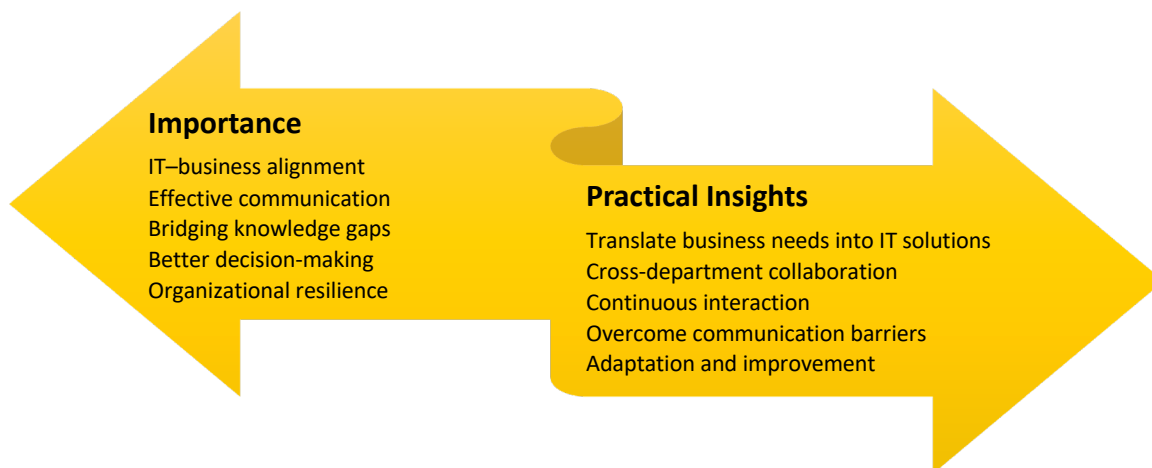 Importance
IT–business alignment
Effective communication
Bridging knowledge gaps
Better decision-making
Organizational resilience
Practical Insights
Translate business needs into IT solutions
Cross-department collaboration
Continuous interaction
Overcome communication barriers
Adaptation and improvement